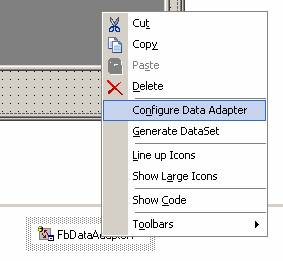 Cut
Copy
Paste
Delete
Configure Data Adapter
Generate DataSet
Line up Icons
Show Large Icons
Show Code
Toolbars
FbDataAdapter1